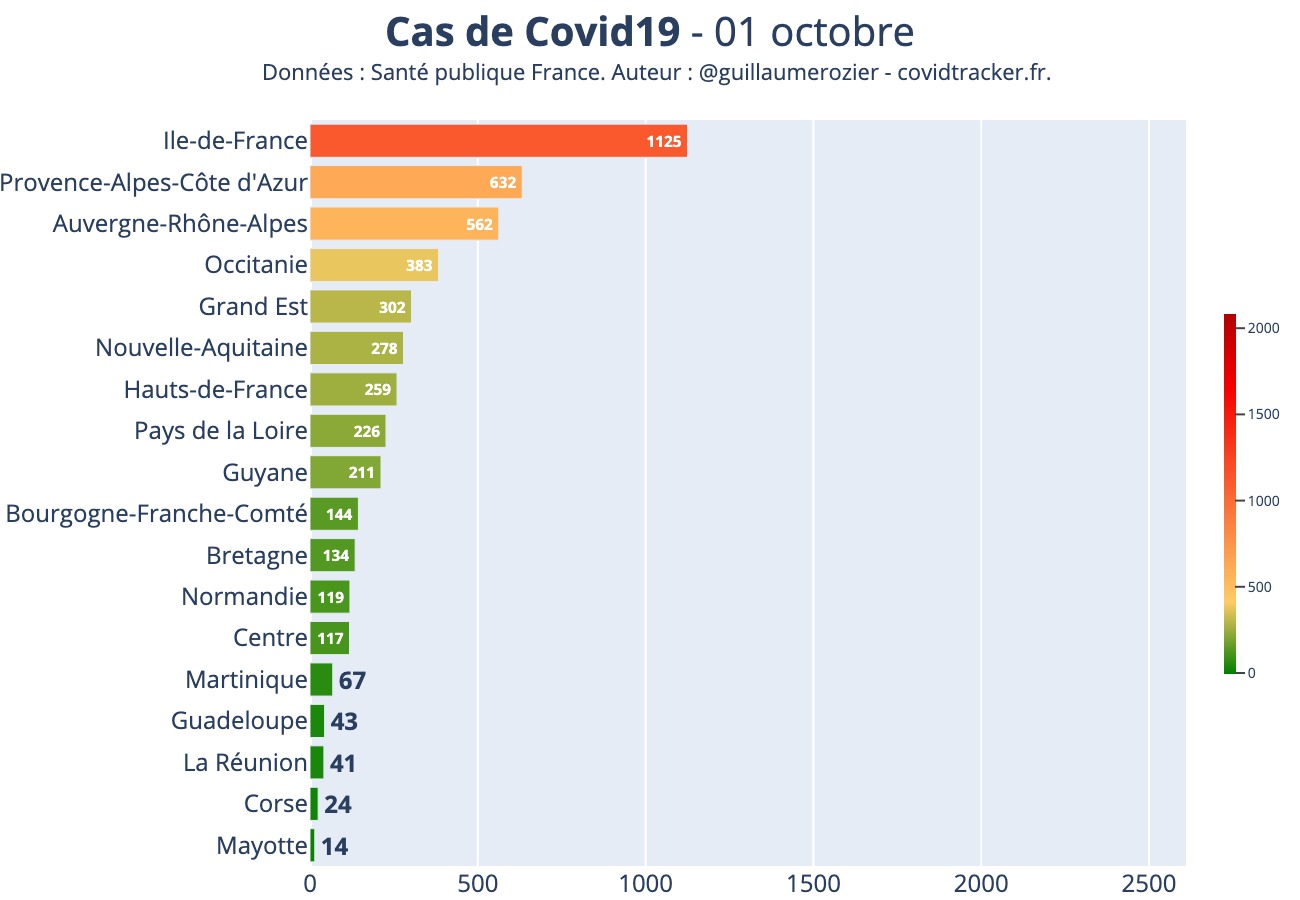 Cas de Covid19 - 01 octobre
Données : Santé publique France. Auteur : @guillaumerozier - covidtracker.fr.
Ile-de-France 1125
Provence-Alpes-Côte d'Azur 632
Auvergne-Rhône-Alpes 562
Occitanie 383
Grand Est 302
Nouvelle-Aquitaine 278
Hauts-de-France 259
Pays de la Loire 226
Guyane 211
Bourgogne-Franche-Comté 144
Bretagne 134
Normandie 119
Centre 117
Martinique 67
Guadeloupe 43
La Réunion 41
Corse 24
Mayotte 14
0 500 1000 1500 2000 2500
2000
1500
1000
500
0